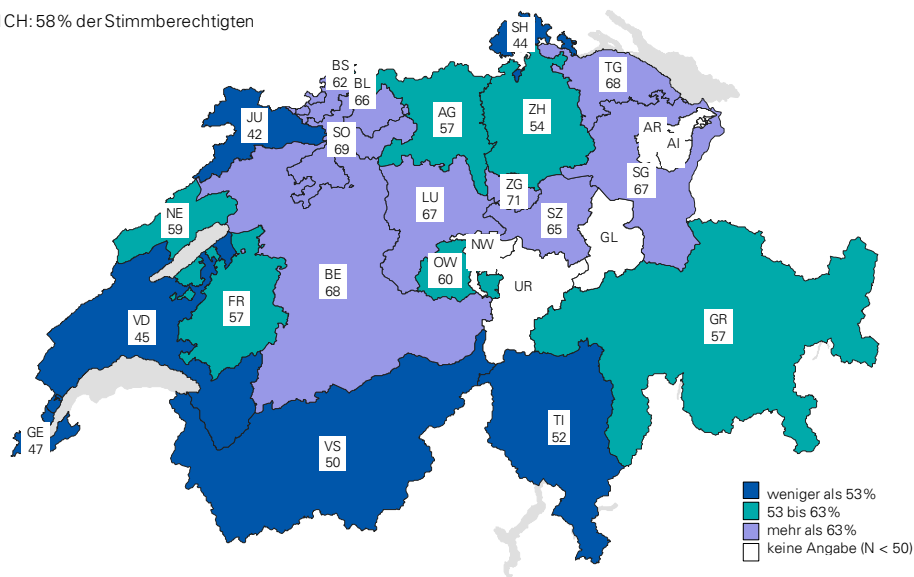 CH: 58% der Stimmberechtigten
SH
44
BS
62
BL
66
TG
68
JU
42
AG
57
ZH
54
SO
69
AR
AI
SG
67
ZG
71
LU
67
SZ
65
NE
59
NW
GL
OW
60
BE
68
UR
FR
57
VD
45
GR
57
TI
52
GE
47
VS
50
weniger als 53%
53 bis 63%
mehr als 63%
keine Angabe (N < 50)